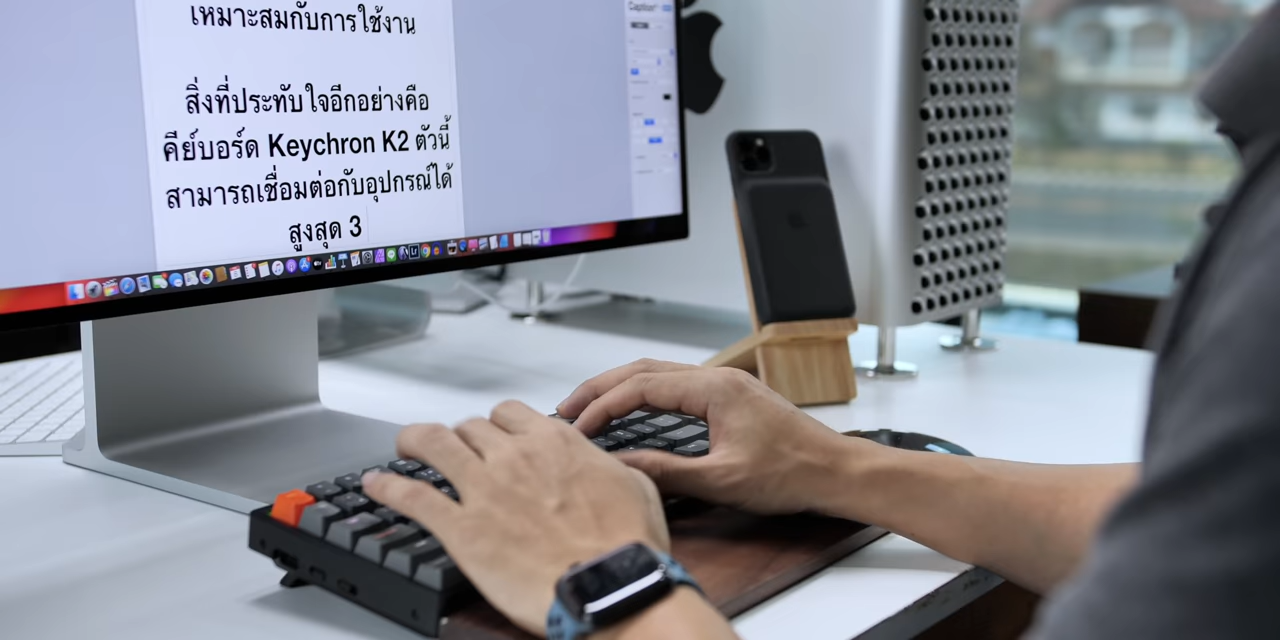 เหมาะสมกับการใช้งาน
สิ่งที่ประทับใจอีกอย่างคือ
คีย์บอร์ด Keychron K2 ตัวนี้
สามารถเชื่อมต่อกับอุปกรณ์ได้
สูงสุด 3